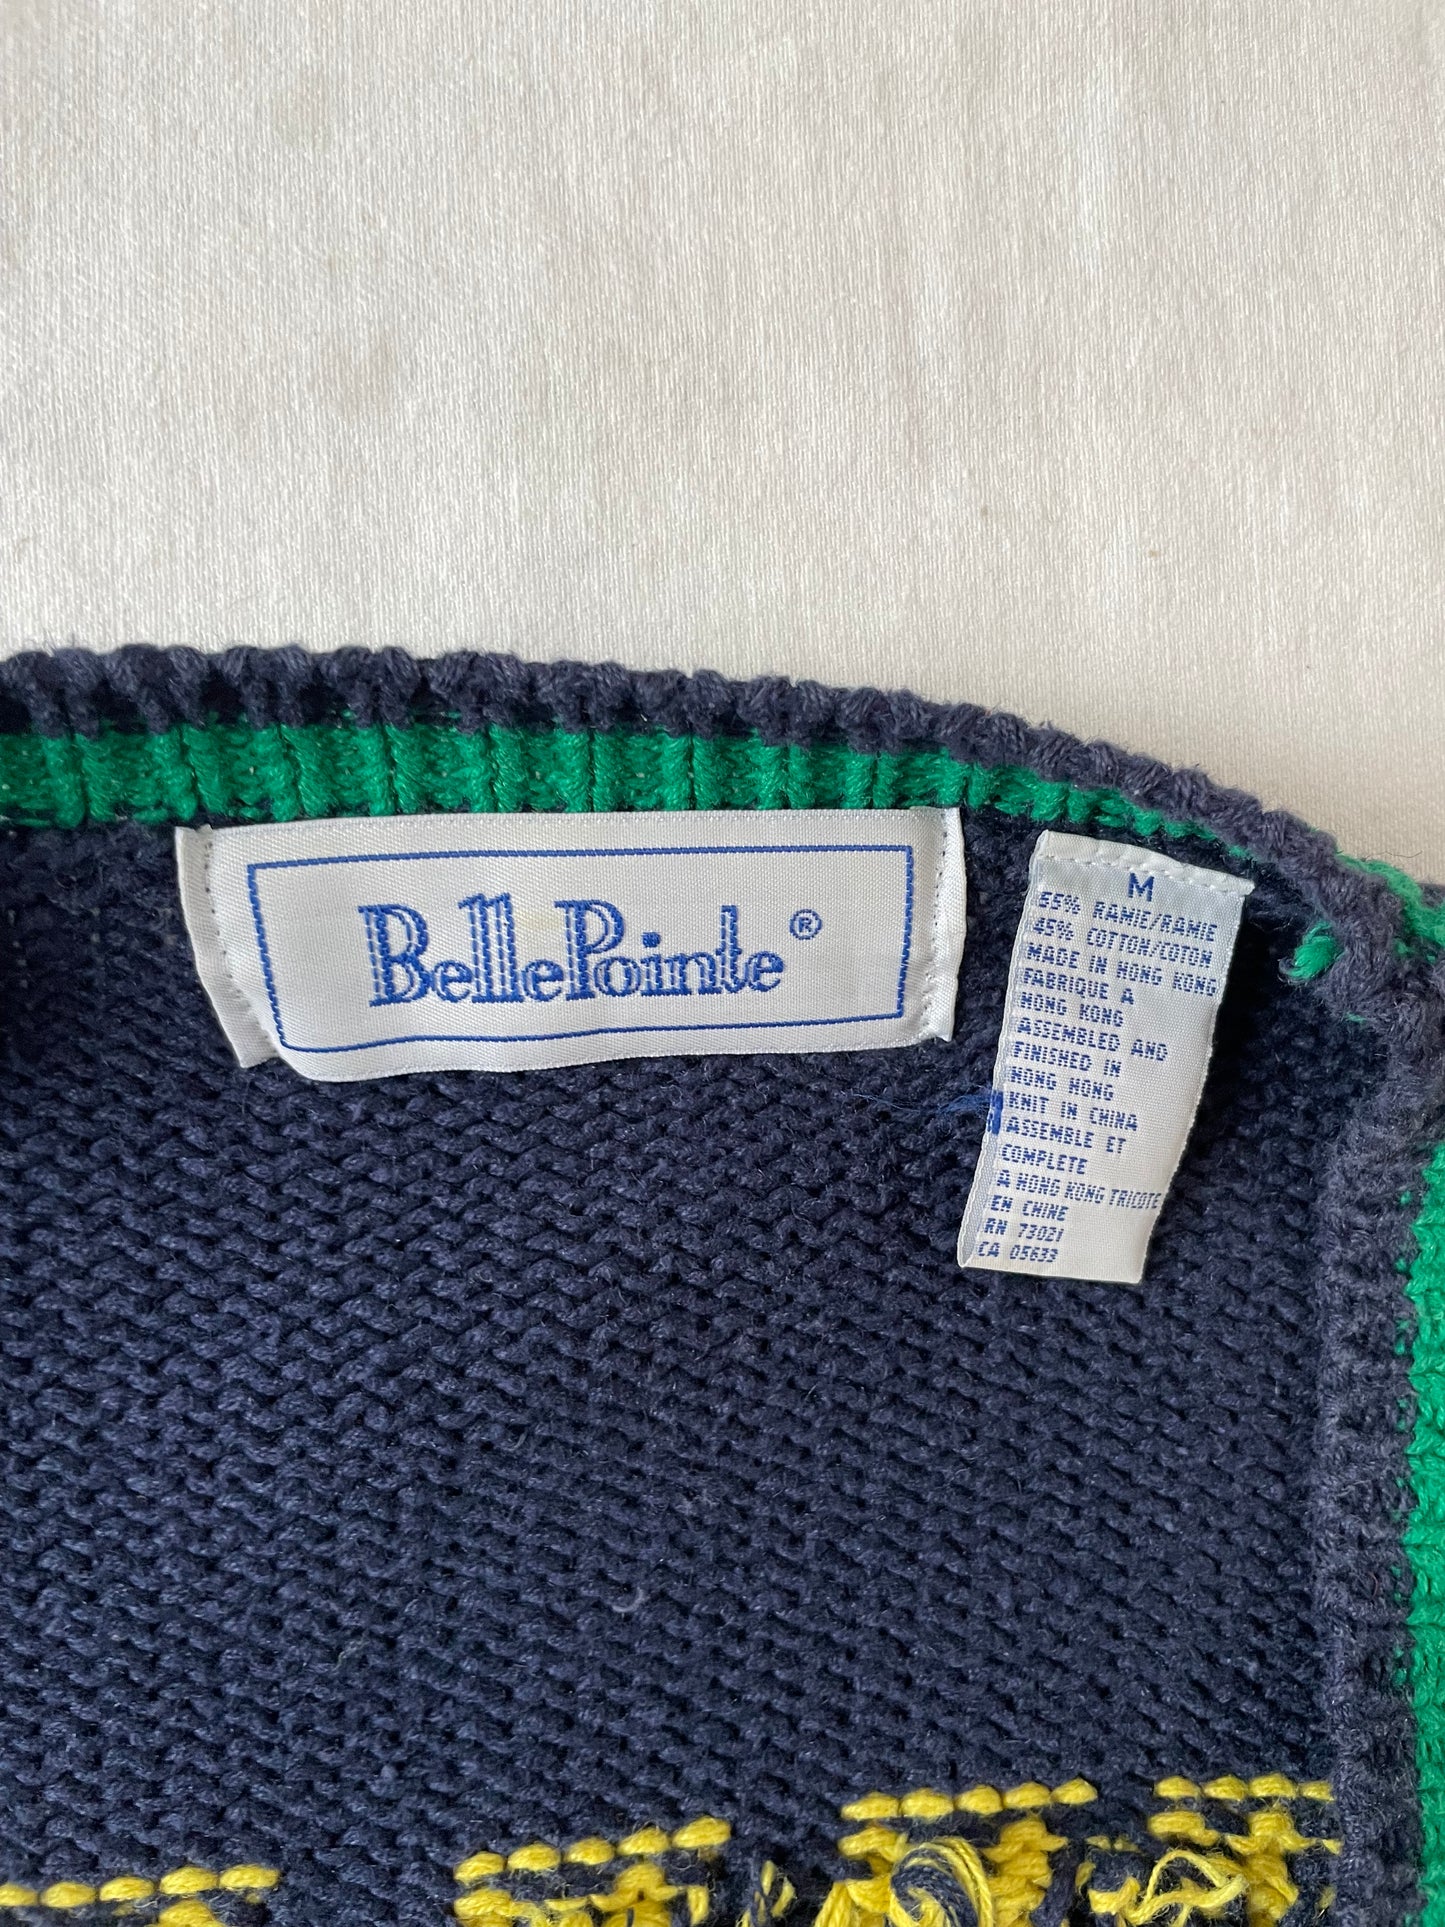 BellePointe ®
M
55% RAMIE/RAMIE
45% COTTON/COTON
MADE IN HONG KONG
FABRIQUE A
HONG KONG
ASSEMBLED AND
FINISHED IN
HONG KONG
KNIT IN CHINA
ASSEMBLE ET
COMPLETE
A HONG KONG TRICOTE
EN CHINE
RN 73021
CA 05633